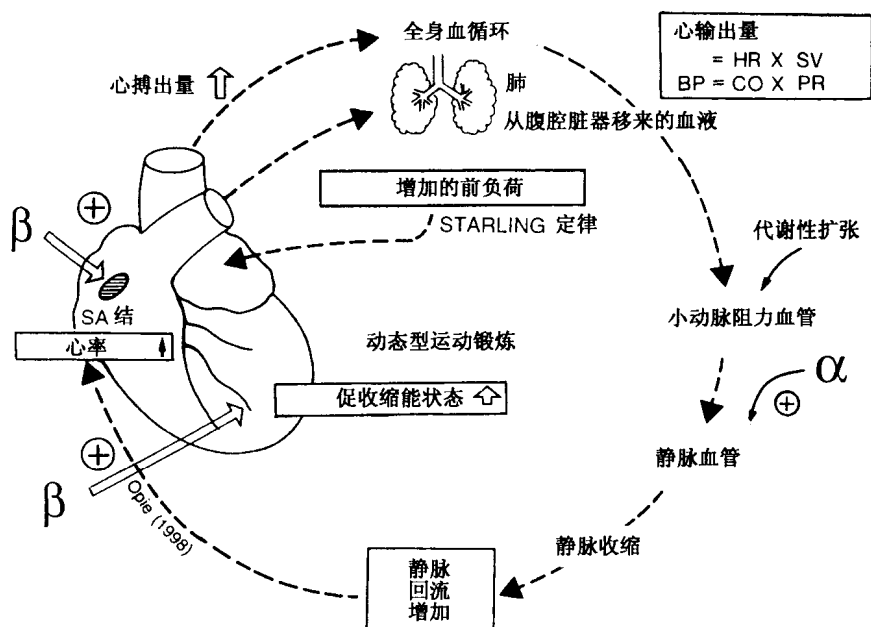 全身血循环
心输出量
= HR X SV
BP = CO X PR
心搏出量
肺
从腹腔脏器移来的血液
增加的前负荷
STARLING 定律
β
+
SA 结
心率
代谢性扩张
小动脉阻力血管
动态型运动锻炼
促收缩能状态
α
+
静脉血管
β
+
Opie (1998)
静脉收缩
静脉
回流
增加